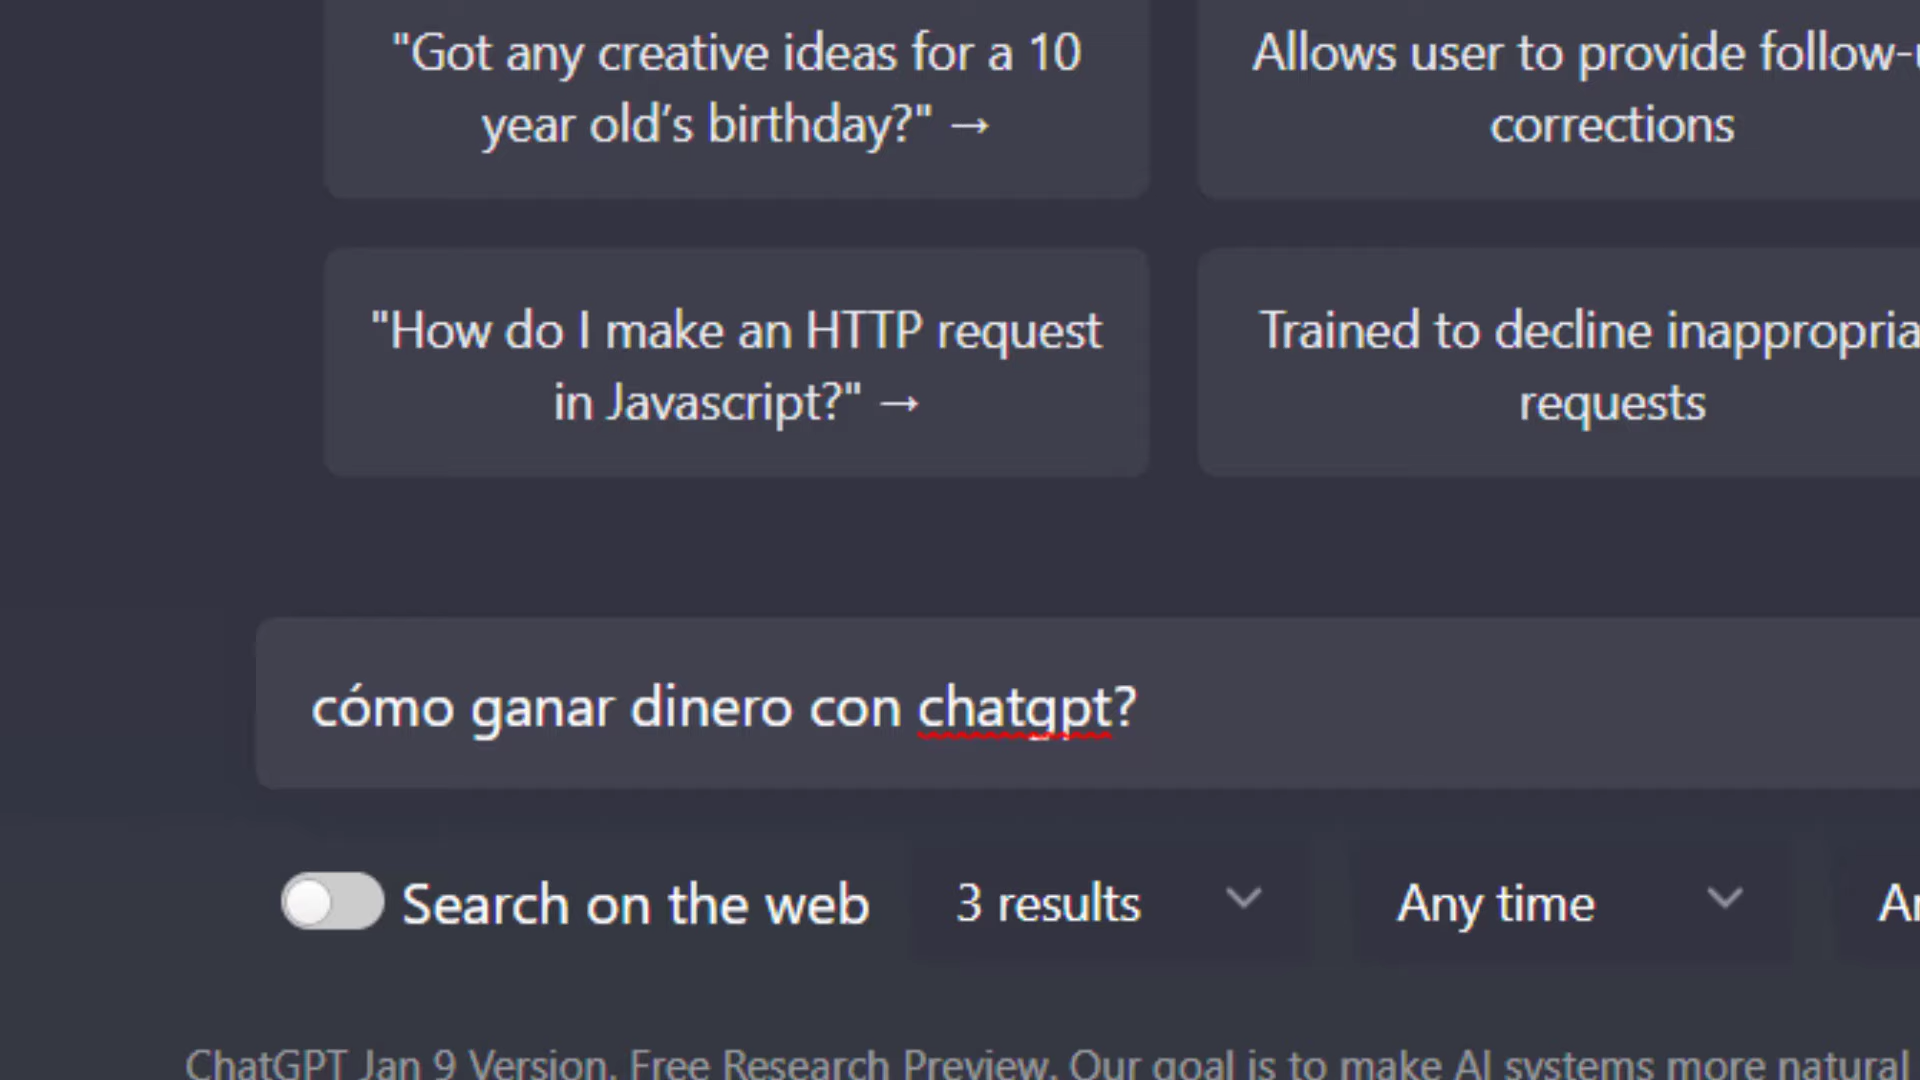 "Got any creative ideas for a 10
year old's birthday?" →
Allows user to provide follow-
corrections
"How do I make an HTTP request
in Javascript?" →
Trained to decline
requests
cómo ganar dinero con chatgpt?
Search on the web
3 results
Any time
ChatGPT Jan 9 Version. Free Research Preview. Our goal is to make AI systems more natural